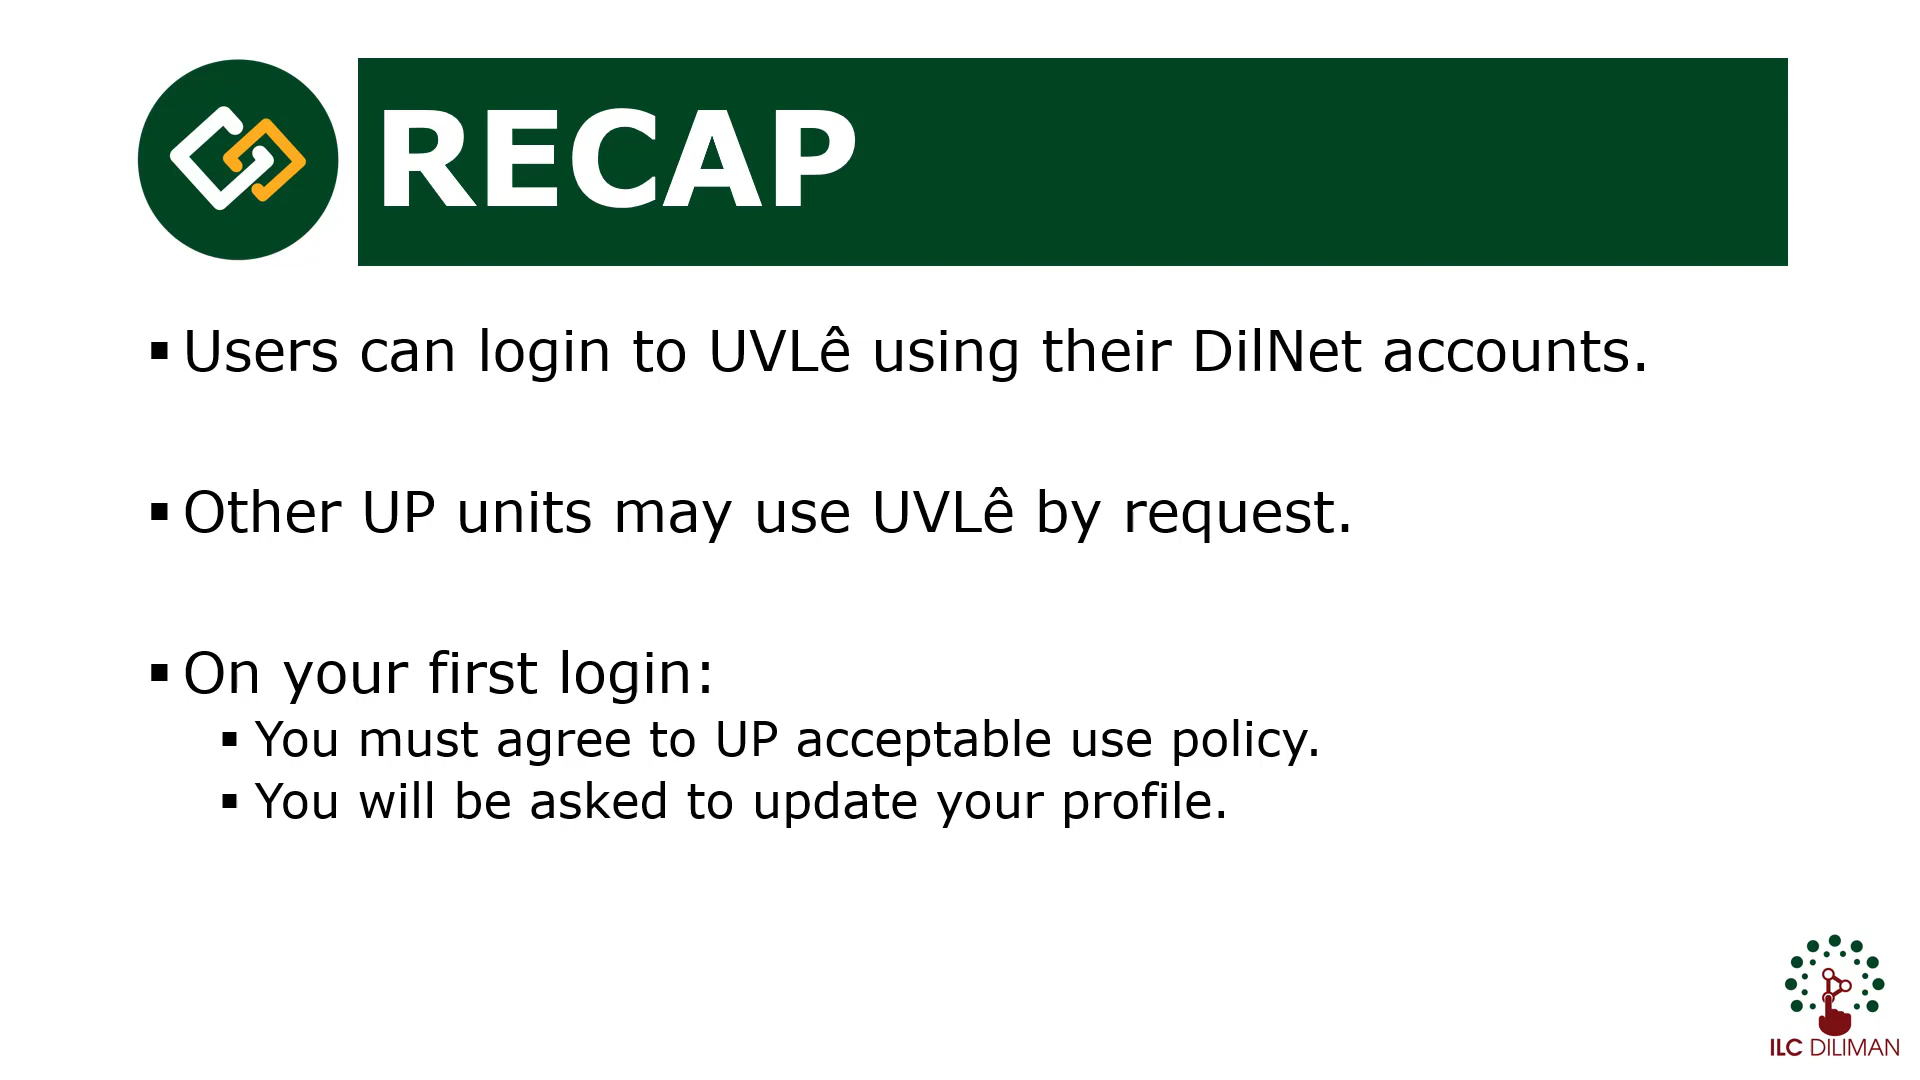 RECAP
▪ Users can login to UVLê using their DilNet accounts.
▪ Other UP units may use UVLê by request.
▪ On your first login:
▪ You must agree to UP acceptable use policy.
▪ You will be asked to update your profile.
ILC DILIMAN